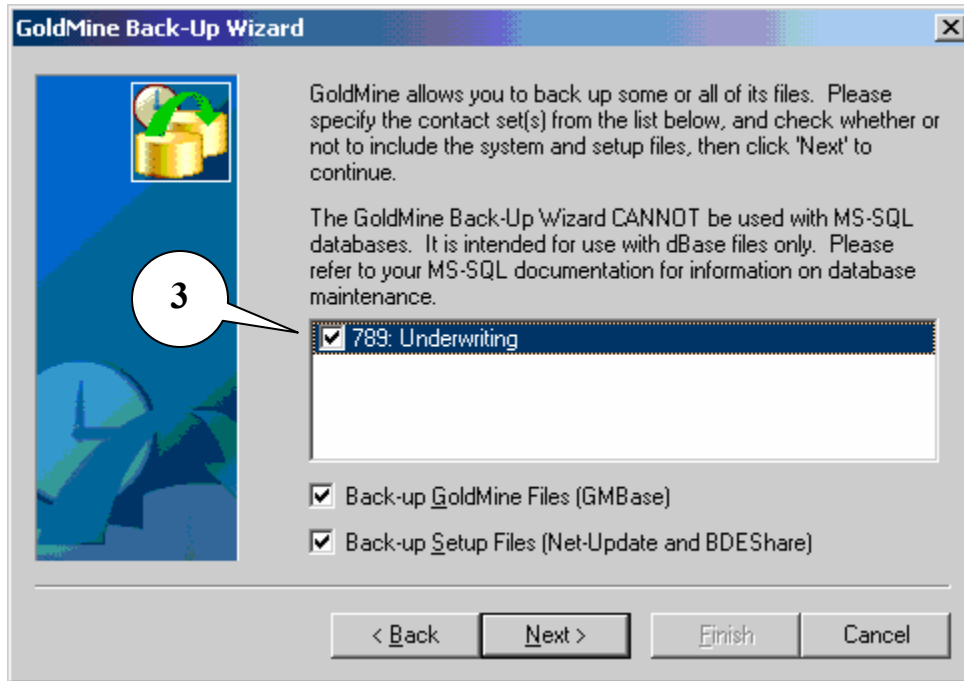 GoldMine Back-Up Wizard
GoldMine allows you to back up some or all of its files. Please
specify the contact set(s) from the list below, and check whether or
not to include the system and setup files, then click 'Next' to
continue.
The GoldMine Back-Up Wizard CANNOT be used with MS-SQL
databases. It is intended for use with dBase files only. Please
refer to your MS-SQL documentation for information on database
maintenance.
3
789: Underwriting
Back-up GoldMine Files (GMBase)
Back-up Setup Files (Net-Update and BDEShare)
< Back Next > Finish Cancel